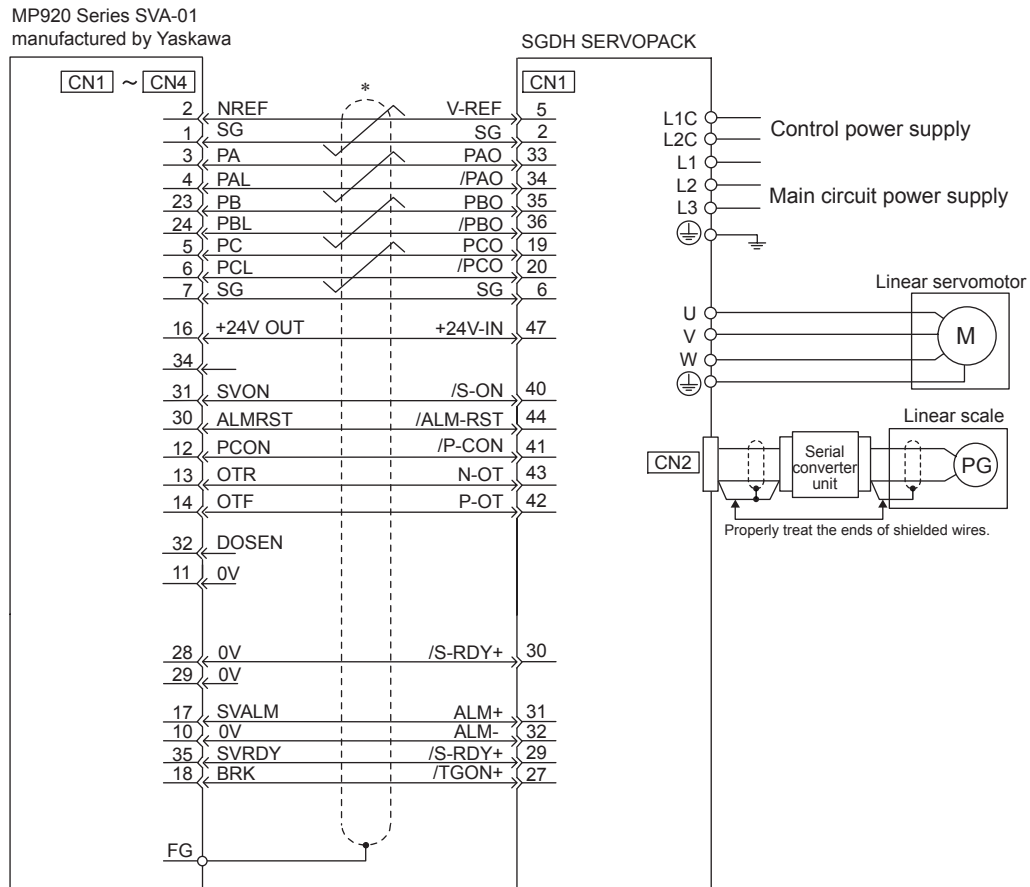 MP920 Series SVA-01
manufactured by Yaskawa
SGDH SERVOPACK
CN1 ~ CN4
*
CN1
2 NREF V-REF 5
1 SG SG 2
3 PA PAO 33
4 PAL /PAO 34
23 PB PBO 35
24 PBL /PBO 36
5 PC PCO 19
6 PCL /PCO 20
7 SG SG 6
16 +24V OUT +24V-IN 47
34
31 SVON /S-ON 40
30 ALMRST /ALM-RST 44
12 PCON /P-CON 41
13 OTR N-OT 43
14 OTF P-OT 42
32 DOSEN
11 0V
28 0V /S-RDY+ 30
29 0V
17 SVALM ALM+ 31
10 0V ALM- 32
35 SVRDY /S-RDY+ 29
18 BRK /TGON+ 27
FG
L1C
L2C
Control power supply
L1
L2
L3
Main circuit power supply
Linear servomotor
U
V
W
M
Linear scale
CN2
Serial
converter
unit
PG
Properly treat the ends of shielded wires.